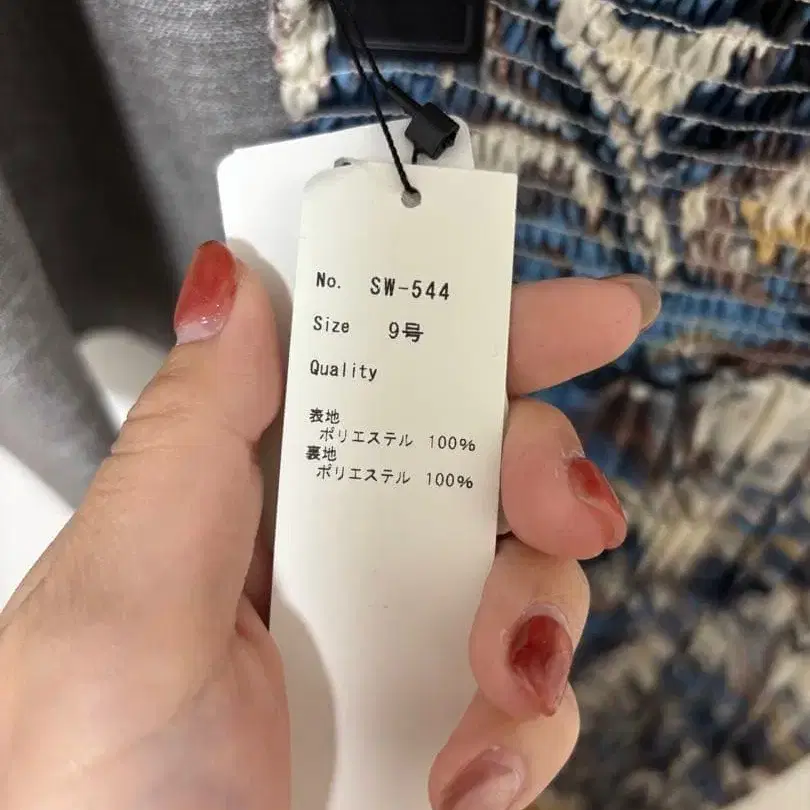 No. SW-544
Size 9号
Quality
表地
ポリエステル 100%
裏地
ポリエステル 100%